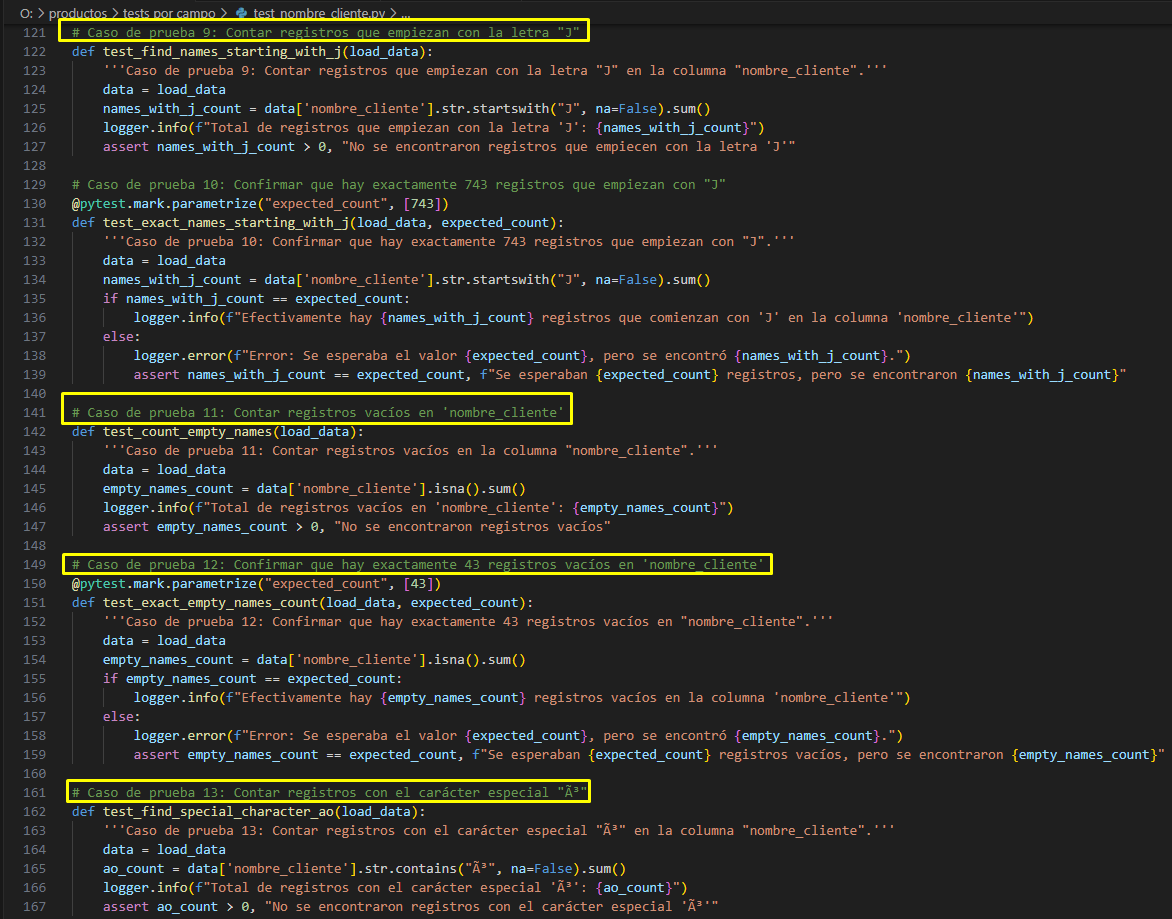 O: > productos > tests por campo > test_nombre_cliente.py > ...
121 # Caso de prueba 9: Contar registros que empiezan con la letra "J"
122 def test_find_names_starting_with_j(load_data):
123     '''Caso de prueba 9: Contar registros que empiezan con la letra "J" en la columna "nombre_cliente".'''
124     data = load_data
125     names_with_j_count = data['nombre_cliente'].str.startswith("J", na=False).sum()
126     logger.info(f"Total de registros que empiezan con la letra 'J': {names_with_j_count}")
127     assert names_with_j_count > 0, "No se encontraron registros que empiecen con la letra 'J'"
128
129 # Caso de prueba 10: Confirmar que hay exactamente 743 registros que empiezan con "J"
130 @pytest.mark.parametrize("expected_count", [743])
131 def test_exact_names_starting_with_j(load_data, expected_count):
132     '''Caso de prueba 10: Confirmar que hay exactamente 743 registros que empiezan con "J".'''
133     data = load_data
134     names_with_j_count = data['nombre_cliente'].str.startswith("J", na=False).sum()
135     if names_with_j_count == expected_count:
136         logger.info(f"Efectivamente hay {names_with_j_count} registros que comienzan con 'J' en la columna 'nombre_cliente'")
137     else:
138         logger.error(f"Error: Se esperaba el valor {expected_count}, pero se encontró {names_with_j_count}.")
139         assert names_with_j_count == expected_count, f"Se esperaban {expected_count} registros, pero se encontraron {names_with_j_count}"
140
141 # Caso de prueba 11: Contar registros vacíos en 'nombre_cliente'
142 def test_count_empty_names(load_data):
143     '''Caso de prueba 11: Contar registros vacíos en la columna "nombre_cliente".'''
144     data = load_data
145     empty_names_count = data['nombre_cliente'].isna().sum()
146     logger.info(f"Total de registros vacíos en 'nombre_cliente': {empty_names_count}")
147     assert empty_names_count > 0, "No se encontraron registros vacíos"
148
149 # Caso de prueba 12: Confirmar que hay exactamente 43 registros vacíos en 'nombre_cliente'
150 @pytest.mark.parametrize("expected_count", [43])
151 def test_exact_empty_names_count(load_data, expected_count):
152     '''Caso de prueba 12: Confirmar que hay exactamente 43 registros vacíos en "nombre_cliente".'''
153     data = load_data
154     empty_names_count = data['nombre_cliente'].isna().sum()
155     if empty_names_count == expected_count:
156         logger.info(f"Efectivamente hay {empty_names_count} registros vacíos en la columna 'nombre_cliente'")
157     else:
158         logger.error(f"Error: Se esperaba el valor {expected_count}, pero se encontró {empty_names_count}.")
159         assert empty_names_count == expected_count, f"Se esperaban {expected_count} registros vacíos, pero se encontraron {empty_names_count}"
160
161 # Caso de prueba 13: Contar registros con el carácter especial "Ã³"
162 def test_find_special_character_ao(load_data):
163     '''Caso de prueba 13: Contar registros con el carácter especial "Ã³" en la columna "nombre_cliente".'''
164     data = load_data
165     ao_count = data['nombre_cliente'].str.contains("Ã³", na=False).sum()
166     logger.info(f"Total de registros con el carácter especial 'Ã³': {ao_count}")
167     assert ao_count > 0, "No se encontraron registros con el carácter especial 'Ã³'"